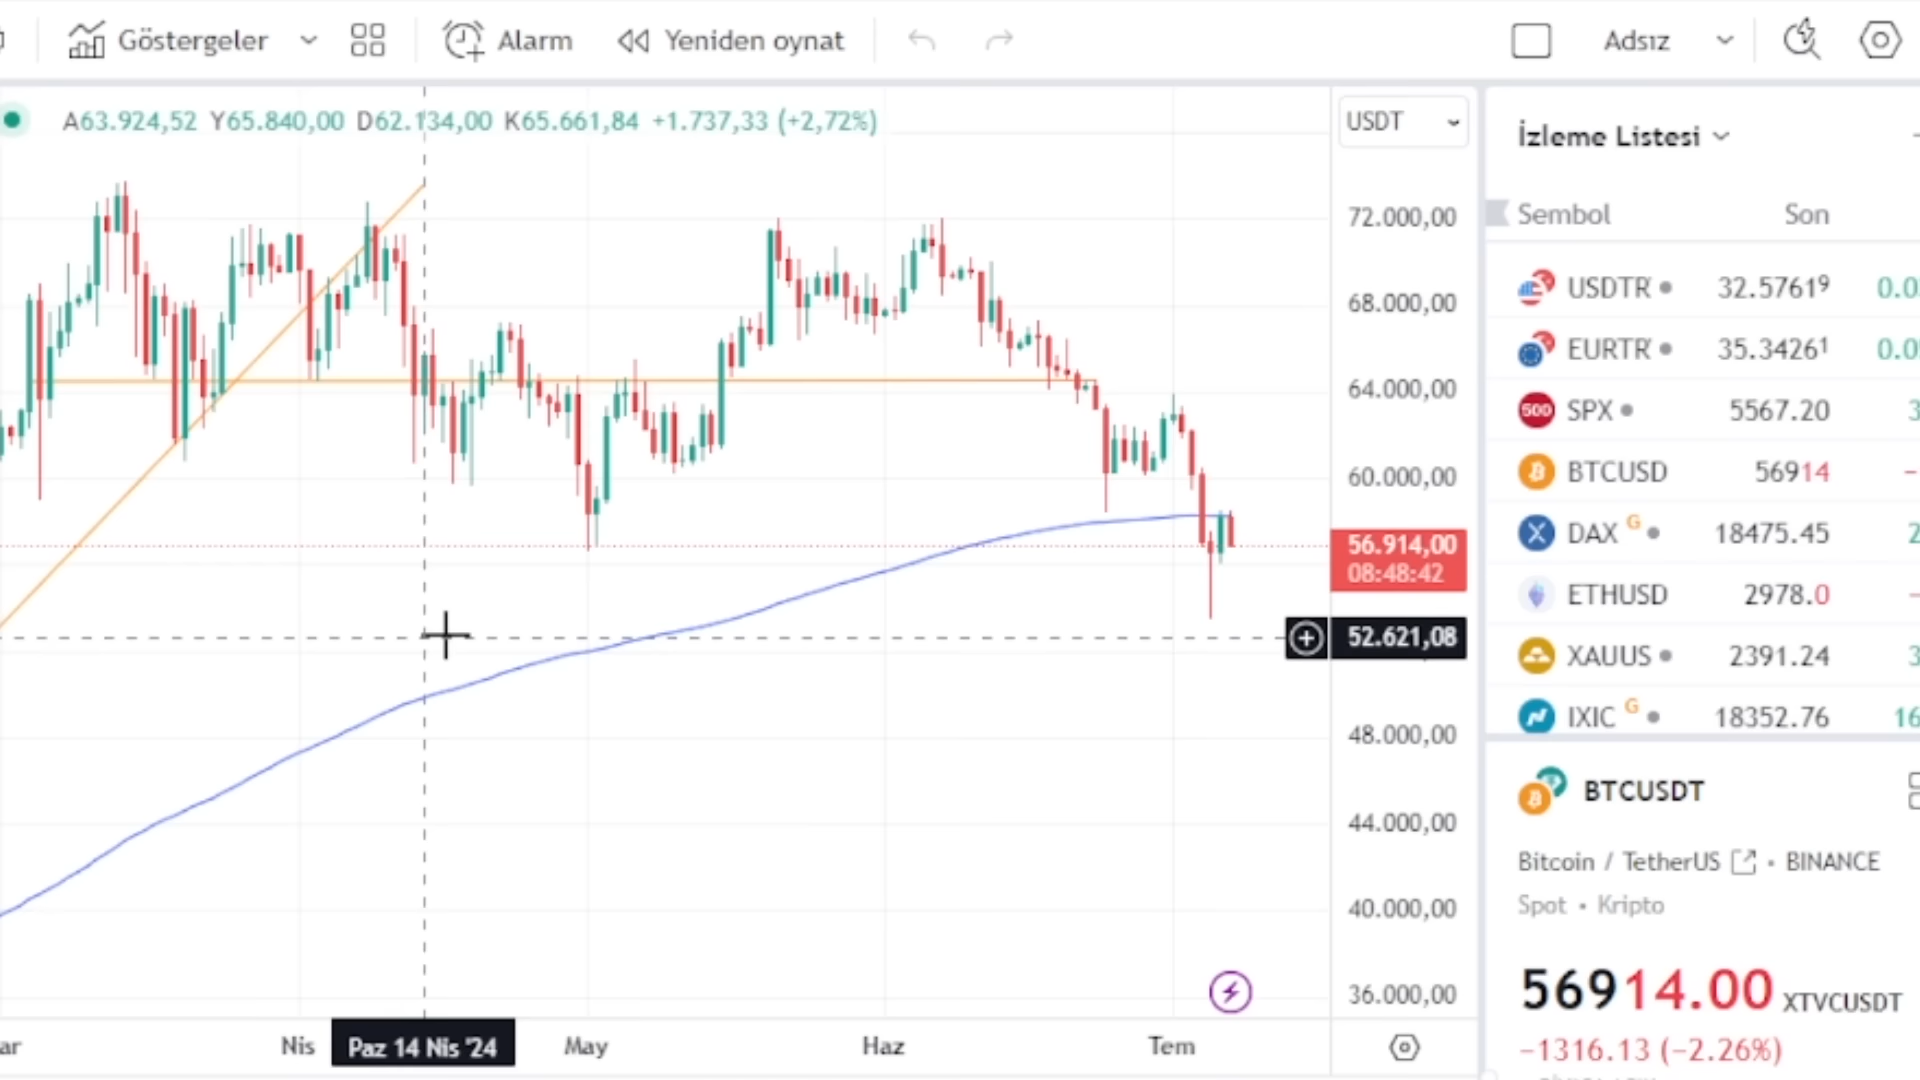 Göstergeler Alarm Yeniden oynat Adsız
A63.924,52 Y65.840,00 D62.134,00 K65.661,84 +1.737,33 (+2,72%)
USDT
72.000,00
68.000,00
64.000,00
60.000,00
56.914,00
08:48:42
52.621,08
48.000,00
44.000,00
40.000,00
36.000,00
Nis Paz 14 Nis '24 May Haz Tem
İzleme Listesi
Sembol Son
USDTR 32.57619
EURTR 35.34261
500 SPX 5567.20
BTCUSD 56914
DAX G 18475.45
ETHUSD 2978.0
XAUUS 2391.24
IXIC G 18352.76
BTCUSDT
Bitcoin / TetherUS • BINANCE
Spot • Kripto
56914.00 XTVCUSDT
−1316.13 (−2.26%)